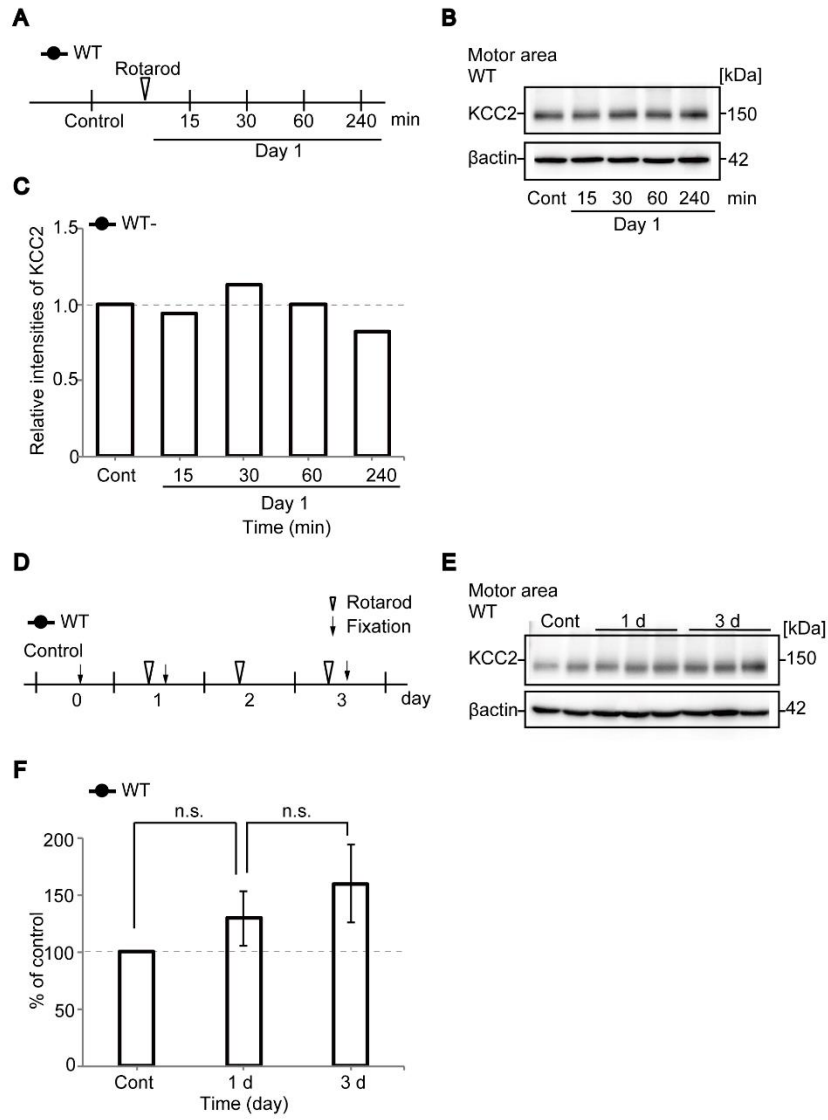 A
WT
Rotarod
Control 15 30 60 240 min
Day 1
B
Motor area
WT
[kDa]
KCC2 150
βactin 42
Cont 15 30 60 240 min
Day 1
C
WT-
Relative intensities of KCC2
1.5
1.0
0.5
0
Cont 15 30 60 240
Day 1
Time (min)
D
WT
Rotarod
Fixation
Control
0 1 2 3 day
E
Motor area
WT
Cont 1 d 3 d
[kDa]
KCC2 150
βactin 42
F
WT
n.s. n.s.
% of control
200
150
100
50
0
Cont 1 d 3 d
Time (day)